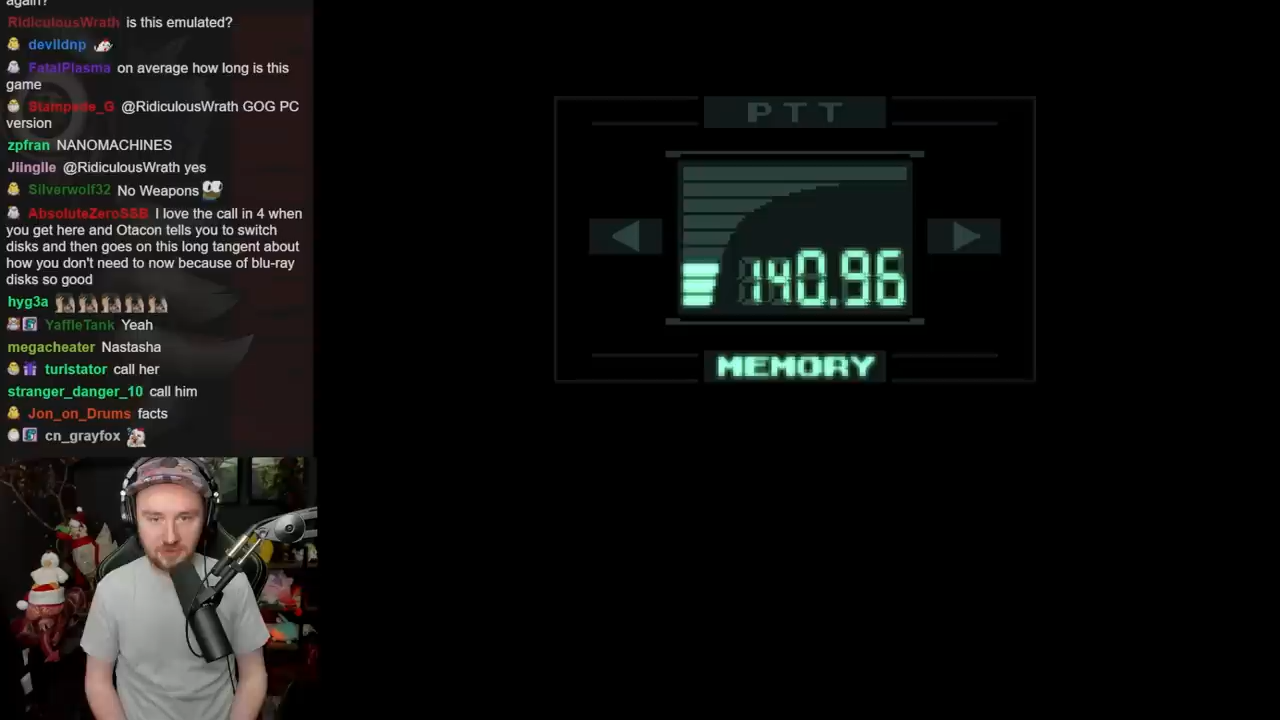 again?
RidiculousWrath is this emulated?
devildnp
FatalPlasma on average how long is this
game
Stampede_G @RidiculousWrath GOG PC
version
zpfran NANOMACHINES
Jiinglle @RidiculousWrath yes
Silverwolf32 No Weapons
AbsoluteZeroSSB I love the call in 4 when
you get here and Otacon tells you to switch
disks and then goes on this long tangent about
how you don't need to now because of blu-ray
disks so good
hyg3a
YaffleTank Yeah
megacheater Nastasha
turistator call her
stranger_danger_10 call him
Jon_on_Drums facts
cn_grayfox
PTT
140.96
MEMORY